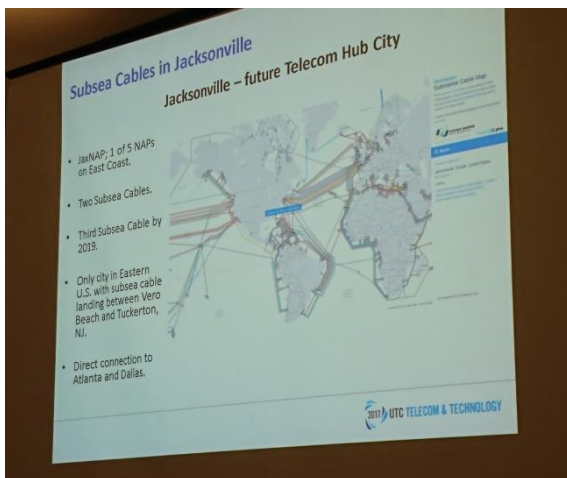 Subsea Cables in Jacksonville
Jacksonville – future Telecom Hub City
• JaxNAP; 1 of 5 NAPs
on East Coast.
• Two Subsea Cables.
• Third Subsea Cable by
2019.
• Only city in Eastern
U.S. with subsea cable
landing between Vero
Beach and Tuckerton,
NJ.
• Direct connection to
Atlanta and Dallas.
Submarine Cable Map
2017 UTC TELECOM & TECHNOLOGY